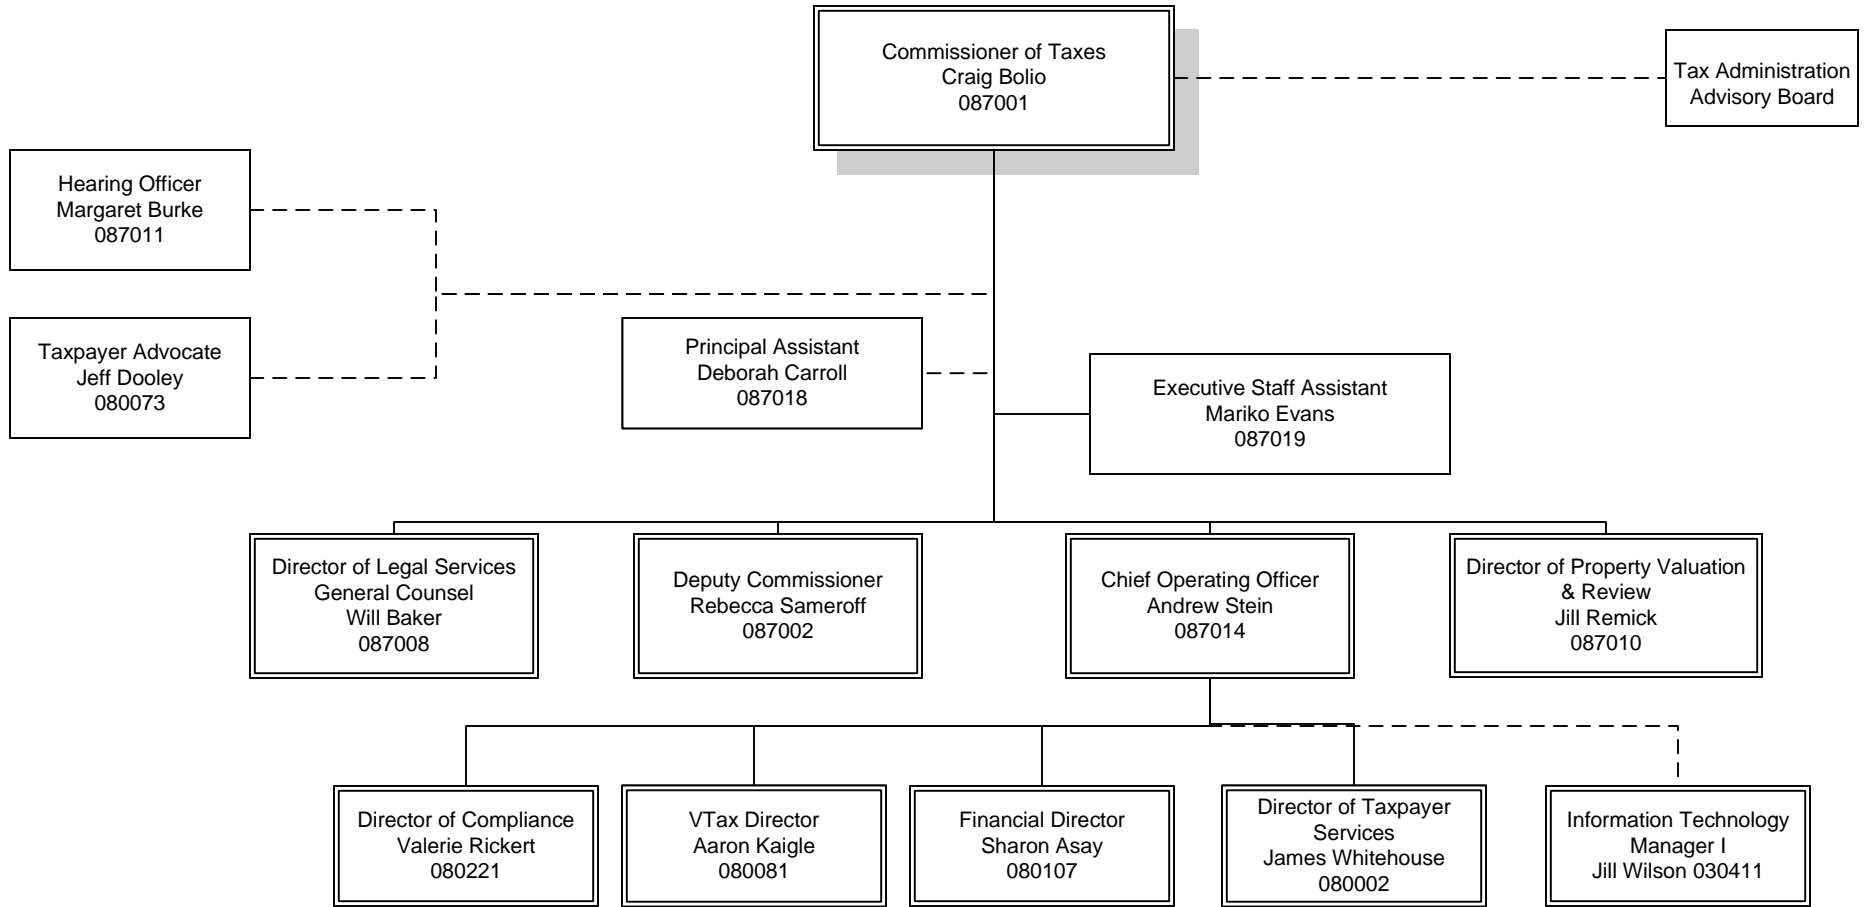 Commissioner of Taxes
Craig Bolio
087001
Tax Administration
Advisory Board
Hearing Officer
Margaret Burke
087011
Taxpayer Advocate
Jeff Dooley
080073
Principal Assistant
Deborah Carroll
087018
Executive Staff Assistant
Mariko Evans
087019
Director of Legal Services
General Counsel
Will Baker
087008
Deputy Commissioner
Rebecca Sameroff
087002
Chief Operating Officer
Andrew Stein
087014
Director of Property Valuation
& Review
Jill Remick
087010
Director of Compliance
Valerie Rickert
080221
VTax Director
Aaron Kaigle
080081
Financial Director
Sharon Asay
080107
Director of Taxpayer
Services
James Whitehouse
080002
Information Technology
Manager I
Jill Wilson 030411